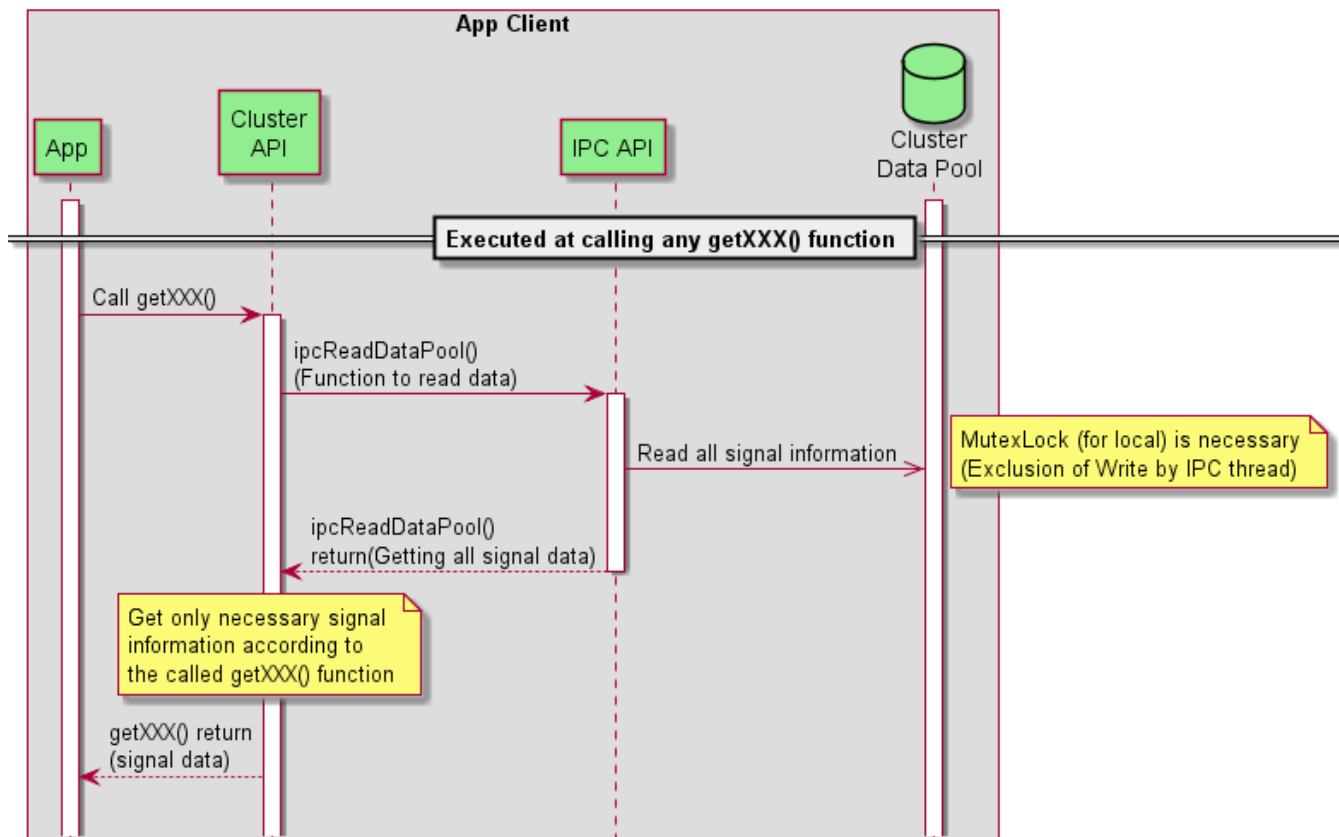 App Client
App
Cluster
API
IPC API
Cluster
Data Pool
Executed at calling any getXXX() function
Call getXXX()
ipcReadDataPool()
(Function to read data)
Read all signal information
MutexLock (for local) is necessary
(Exclusion of Write by IPC thread)
ipcReadDataPool()
return(Getting all signal data)
Get only necessary signal
information according to
the called getXXX() function
getXXX() return
(signal data)